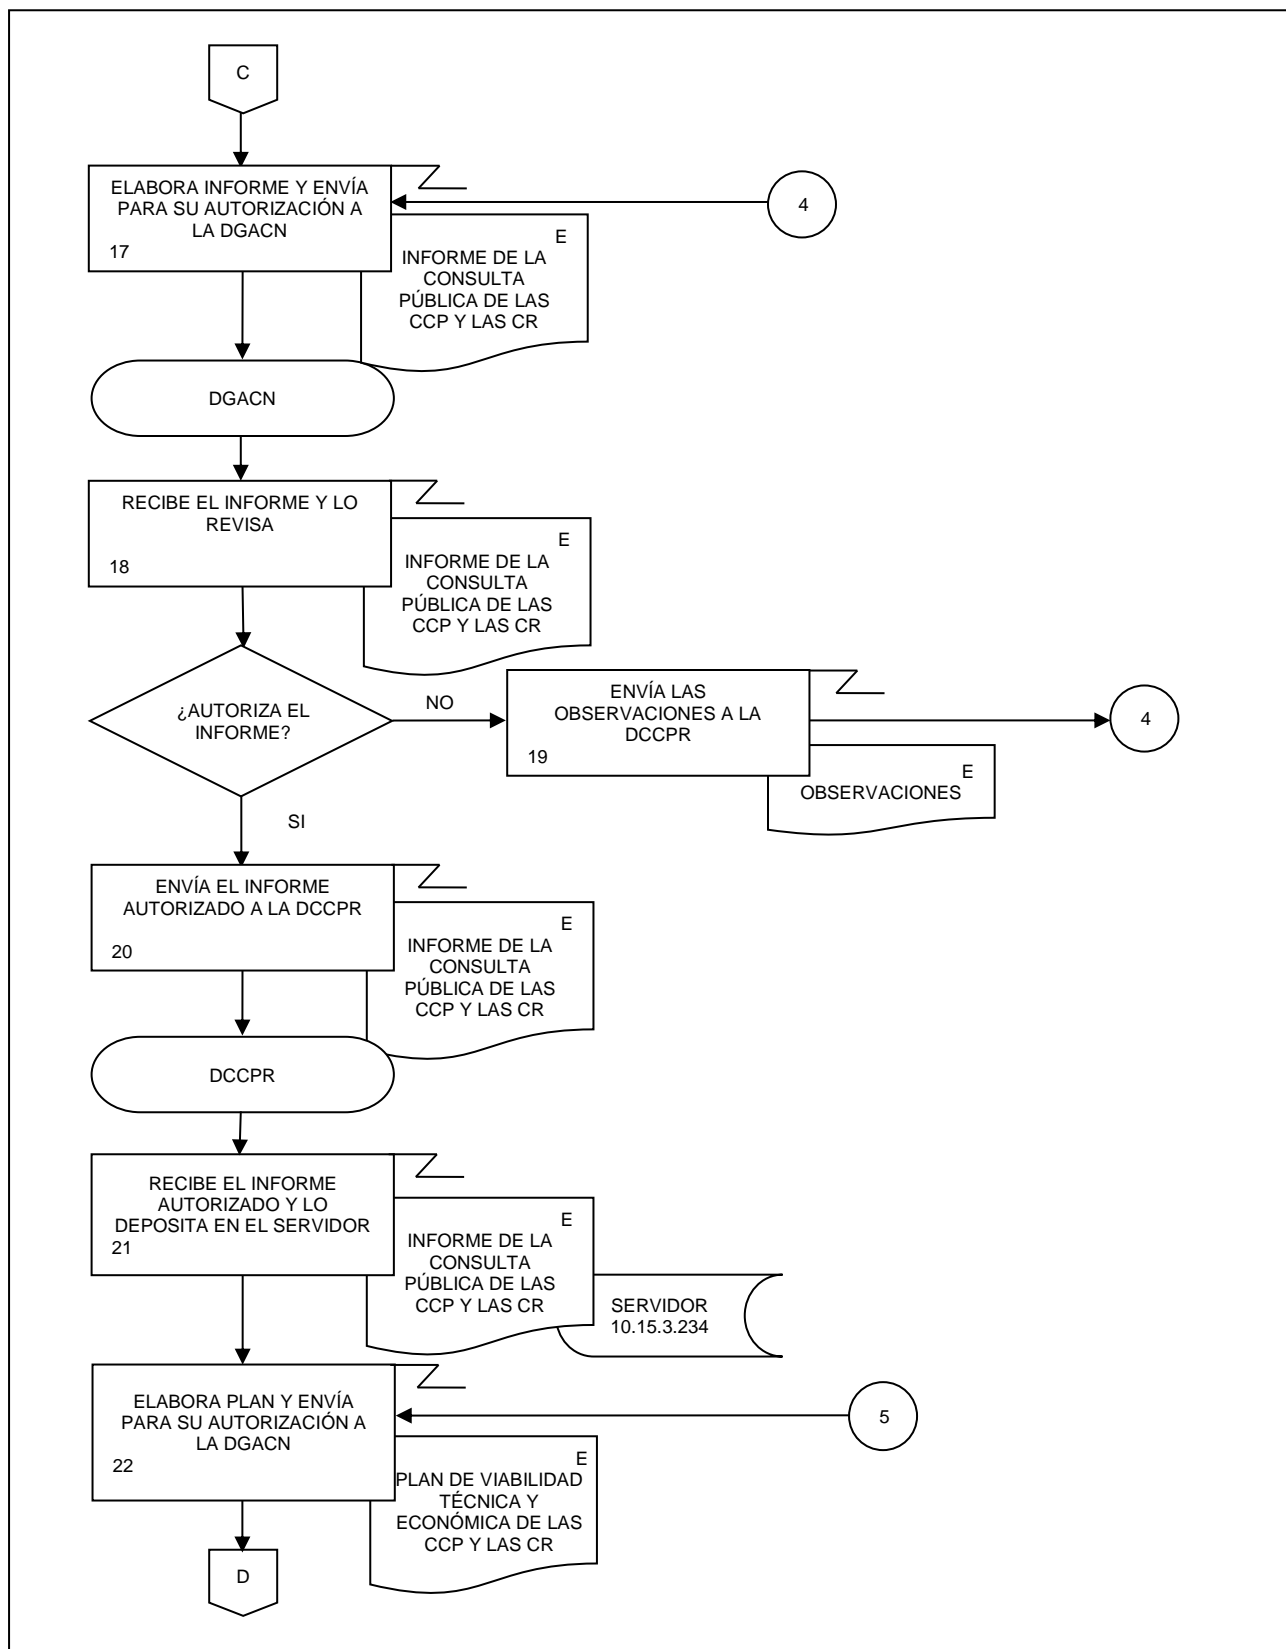 C
ELABORA INFORME Y ENVÍA
PARA SU AUTORIZACIÓN A
LA DGACN
17
4
E
INFORME DE LA
CONSULTA
PÚBLICA DE LAS
CCP Y LAS CR
DGACN
RECIBE EL INFORME Y LO
REVISA
18
E
INFORME DE LA
CONSULTA
PÚBLICA DE LAS
CCP Y LAS CR
¿AUTORIZA EL
INFORME?
NO
ENVÍA LAS
OBSERVACIONES A LA
DCCPR
19
4
E
OBSERVACIONES
SI
ENVÍA EL INFORME
AUTORIZADO A LA DCCPR
20
E
INFORME DE LA
CONSULTA
PÚBLICA DE LAS
CCP Y LAS CR
DCCPR
RECIBE EL INFORME
AUTORIZADO Y LO
DEPOSITA EN EL SERVIDOR
21
E
INFORME DE LA
CONSULTA
PÚBLICA DE LAS
CCP Y LAS CR
SERVIDOR
10.15.3.234
ELABORA PLAN Y ENVÍA
PARA SU AUTORIZACIÓN A
LA DGACN
22
5
E
PLAN DE VIABILIDAD
TÉCNICA Y
ECONÓMICA DE LAS
CCP Y LAS CR
D